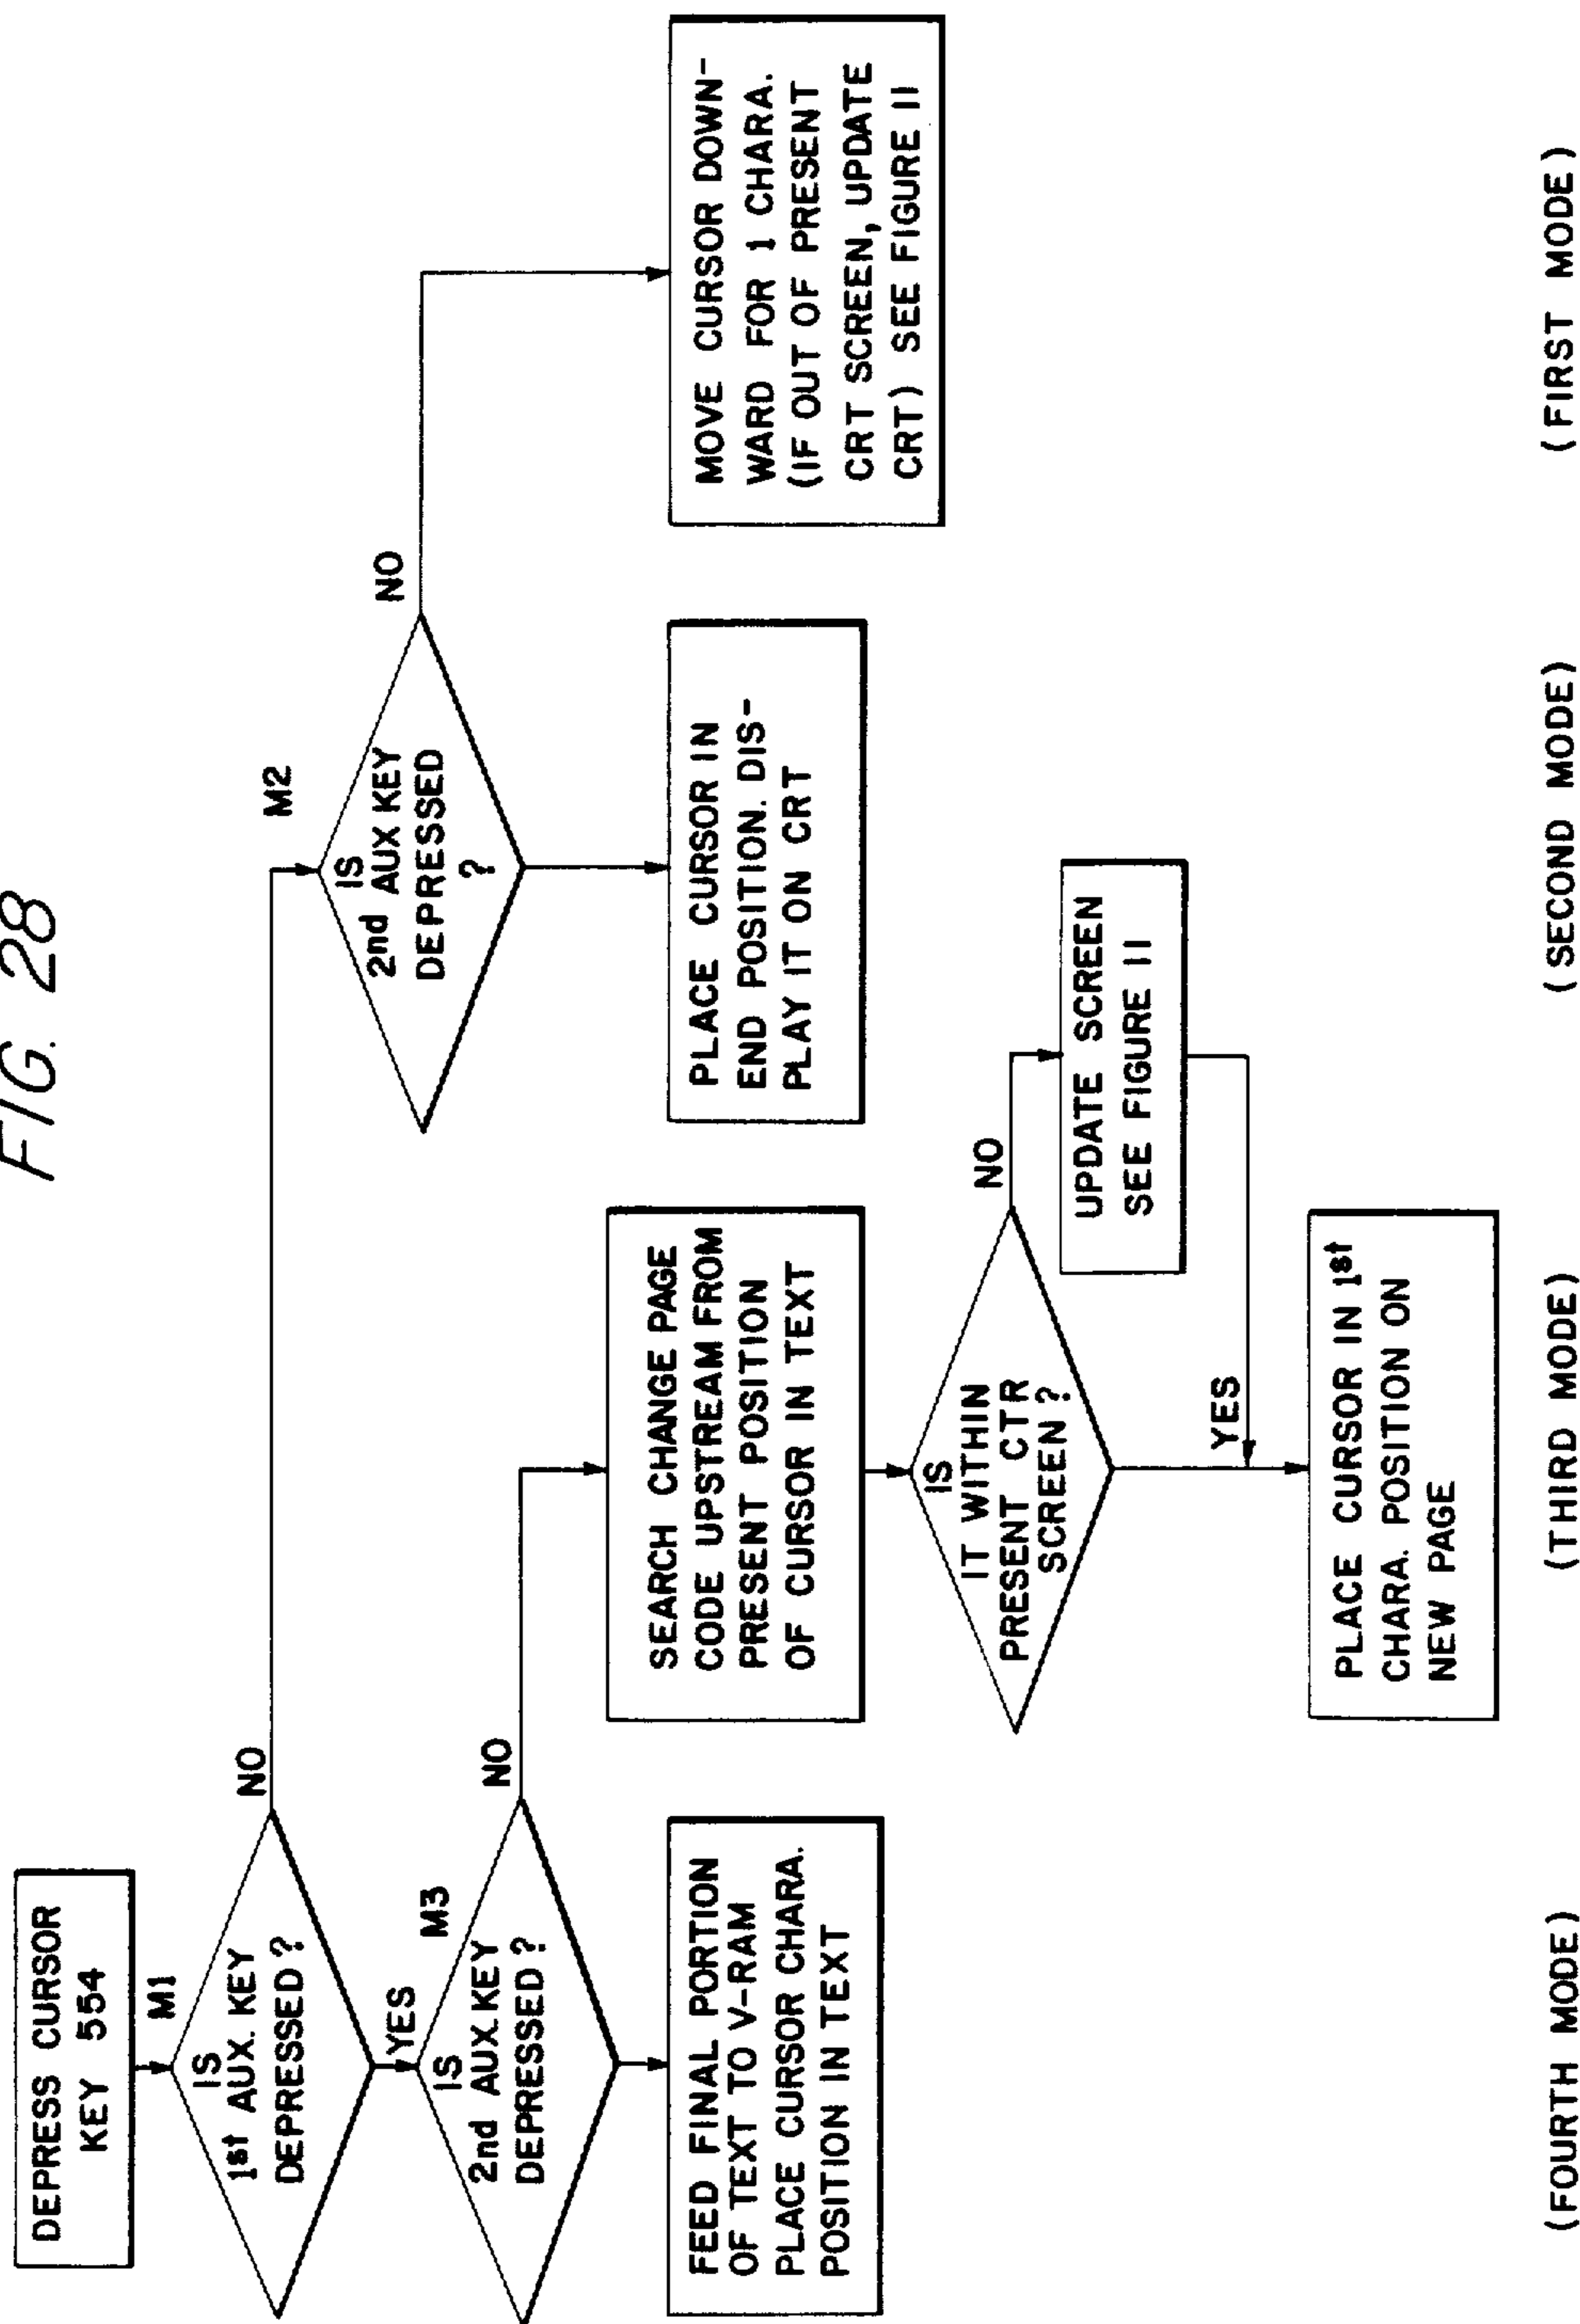 FIG. 28
DEPRESS CURSOR
KEY 554
M1
IS
1st AUX. KEY
DEPRESSED?
NO
YES
M3
IS
2nd AUX.KEY
DEPRESSED?
NO
FEED FINAL PORTION
OF TEXT TO V-RAM
PLACE CURSOR CHARA.
POSITION IN TEXT
(FOURTH MODE)
SEARCH CHANGE PAGE
CODE UPSTREAM FROM
PRESENT POSITION
OF CURSOR IN TEXT
IS
IT WITHIN
PRESENT CTR
SCREEN?
NO
UPDATE SCREEN
SEE FIGURE 11
YES
PLACE CURSOR IN 1st
CHARA. POSITION ON
NEW PAGE
(THIRD MODE)
M2
IS
2nd AUX KEY
DEPRESSED
?
NO
PLACE CURSOR IN
END POSITION. DIS-
PLAY IT ON CRT
(SECOND MODE)
MOVE CURSOR DOWN-
WARD FOR 1 CHARA.
(IF OUT OF PRESENT
CRT SCREEN, UPDATE
CRT) SEE FIGURE 11
(FIRST MODE)